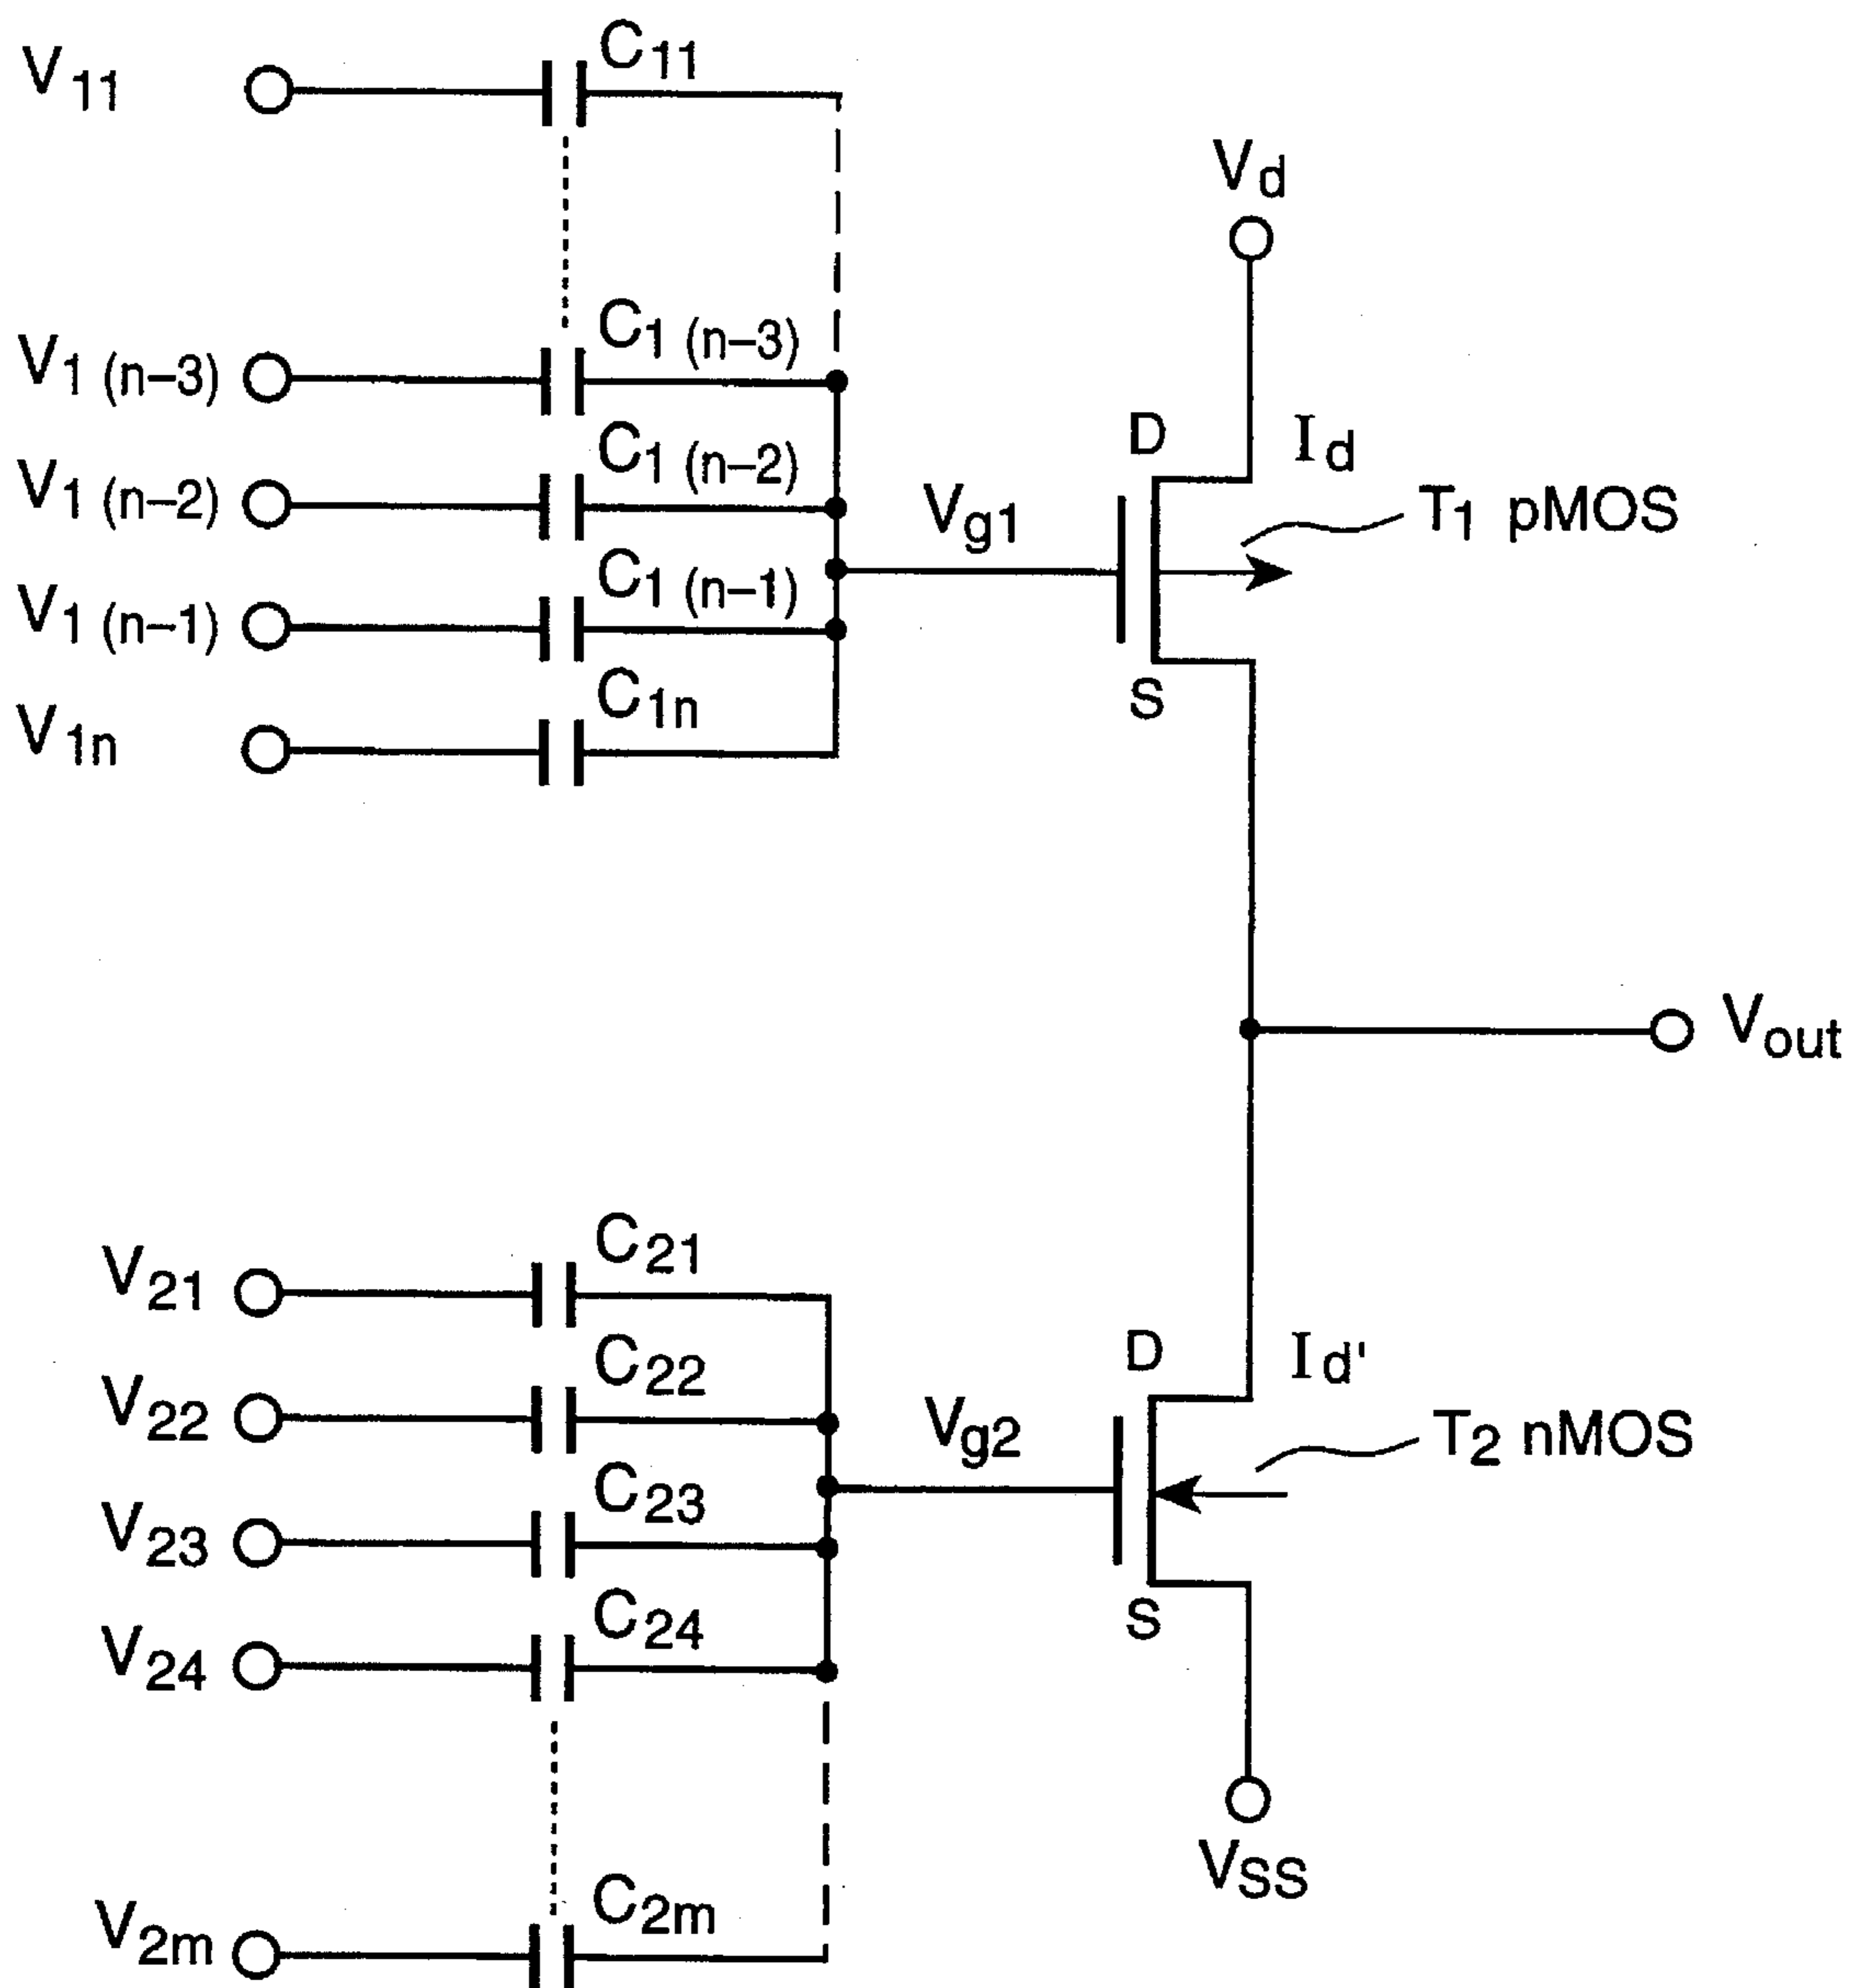 V11
C11
V1(n−3)
C1(n−3)
V1(n−2)
C1(n−2)
V1(n−1)
C1(n−1)
V1n
C1n
Vg1
Vd
D
Id
T1 pMOS
S
Vout
V21
C21
V22
C22
V23
C23
V24
C24
V2m
C2m
Vg2
D
Id'
T2 nMOS
S
VSS